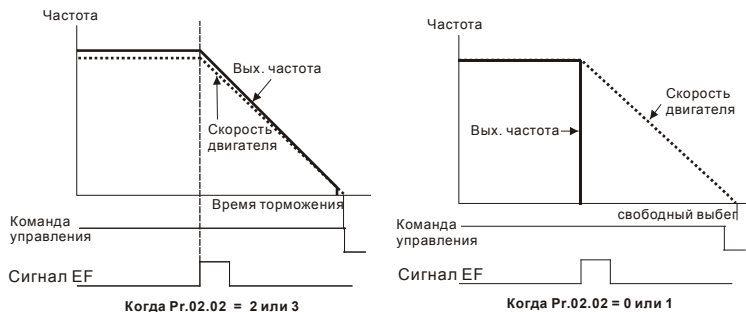 Частота
Вых. частота
Скорость
двигателя
Время торможения
Команда
управления
Сигнал EF
Когда Pr.02.02 = 2 или 3
Частота
Скорость
двигателя
Вых. частота
свободный выбег
Команда
управления
Сигнал EF
Когда Pr.02.02 = 0 или 1